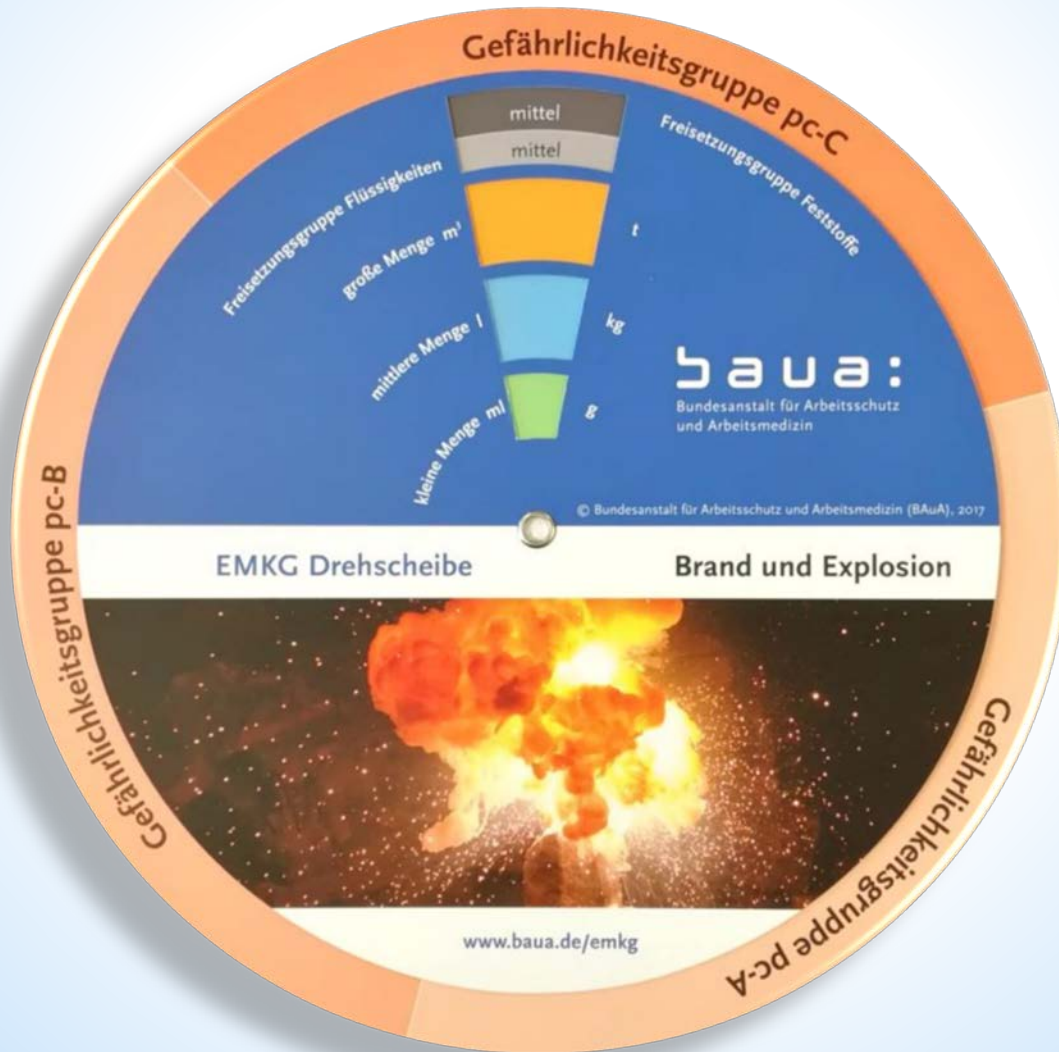 Gefährlichkeitsgruppe pc-C
mittel
mittel
Freisetzungsgruppe Flüssigkeiten
Freisetzungsgruppe Feststoffe
große Menge m³
t
mittlere Menge l
kg
kleine Menge ml
g
baua:
Bundesanstalt für Arbeitsschutz
und Arbeitsmedizin
© Bundesanstalt für Arbeitsschutz und Arbeitsmedizin (BAuA), 2017
EMKG Drehscheibe
Brand und Explosion
Gefährlichkeitsgruppe pc-B
Gefährlichkeitsgruppe pc-A
www.baua.de/emkg